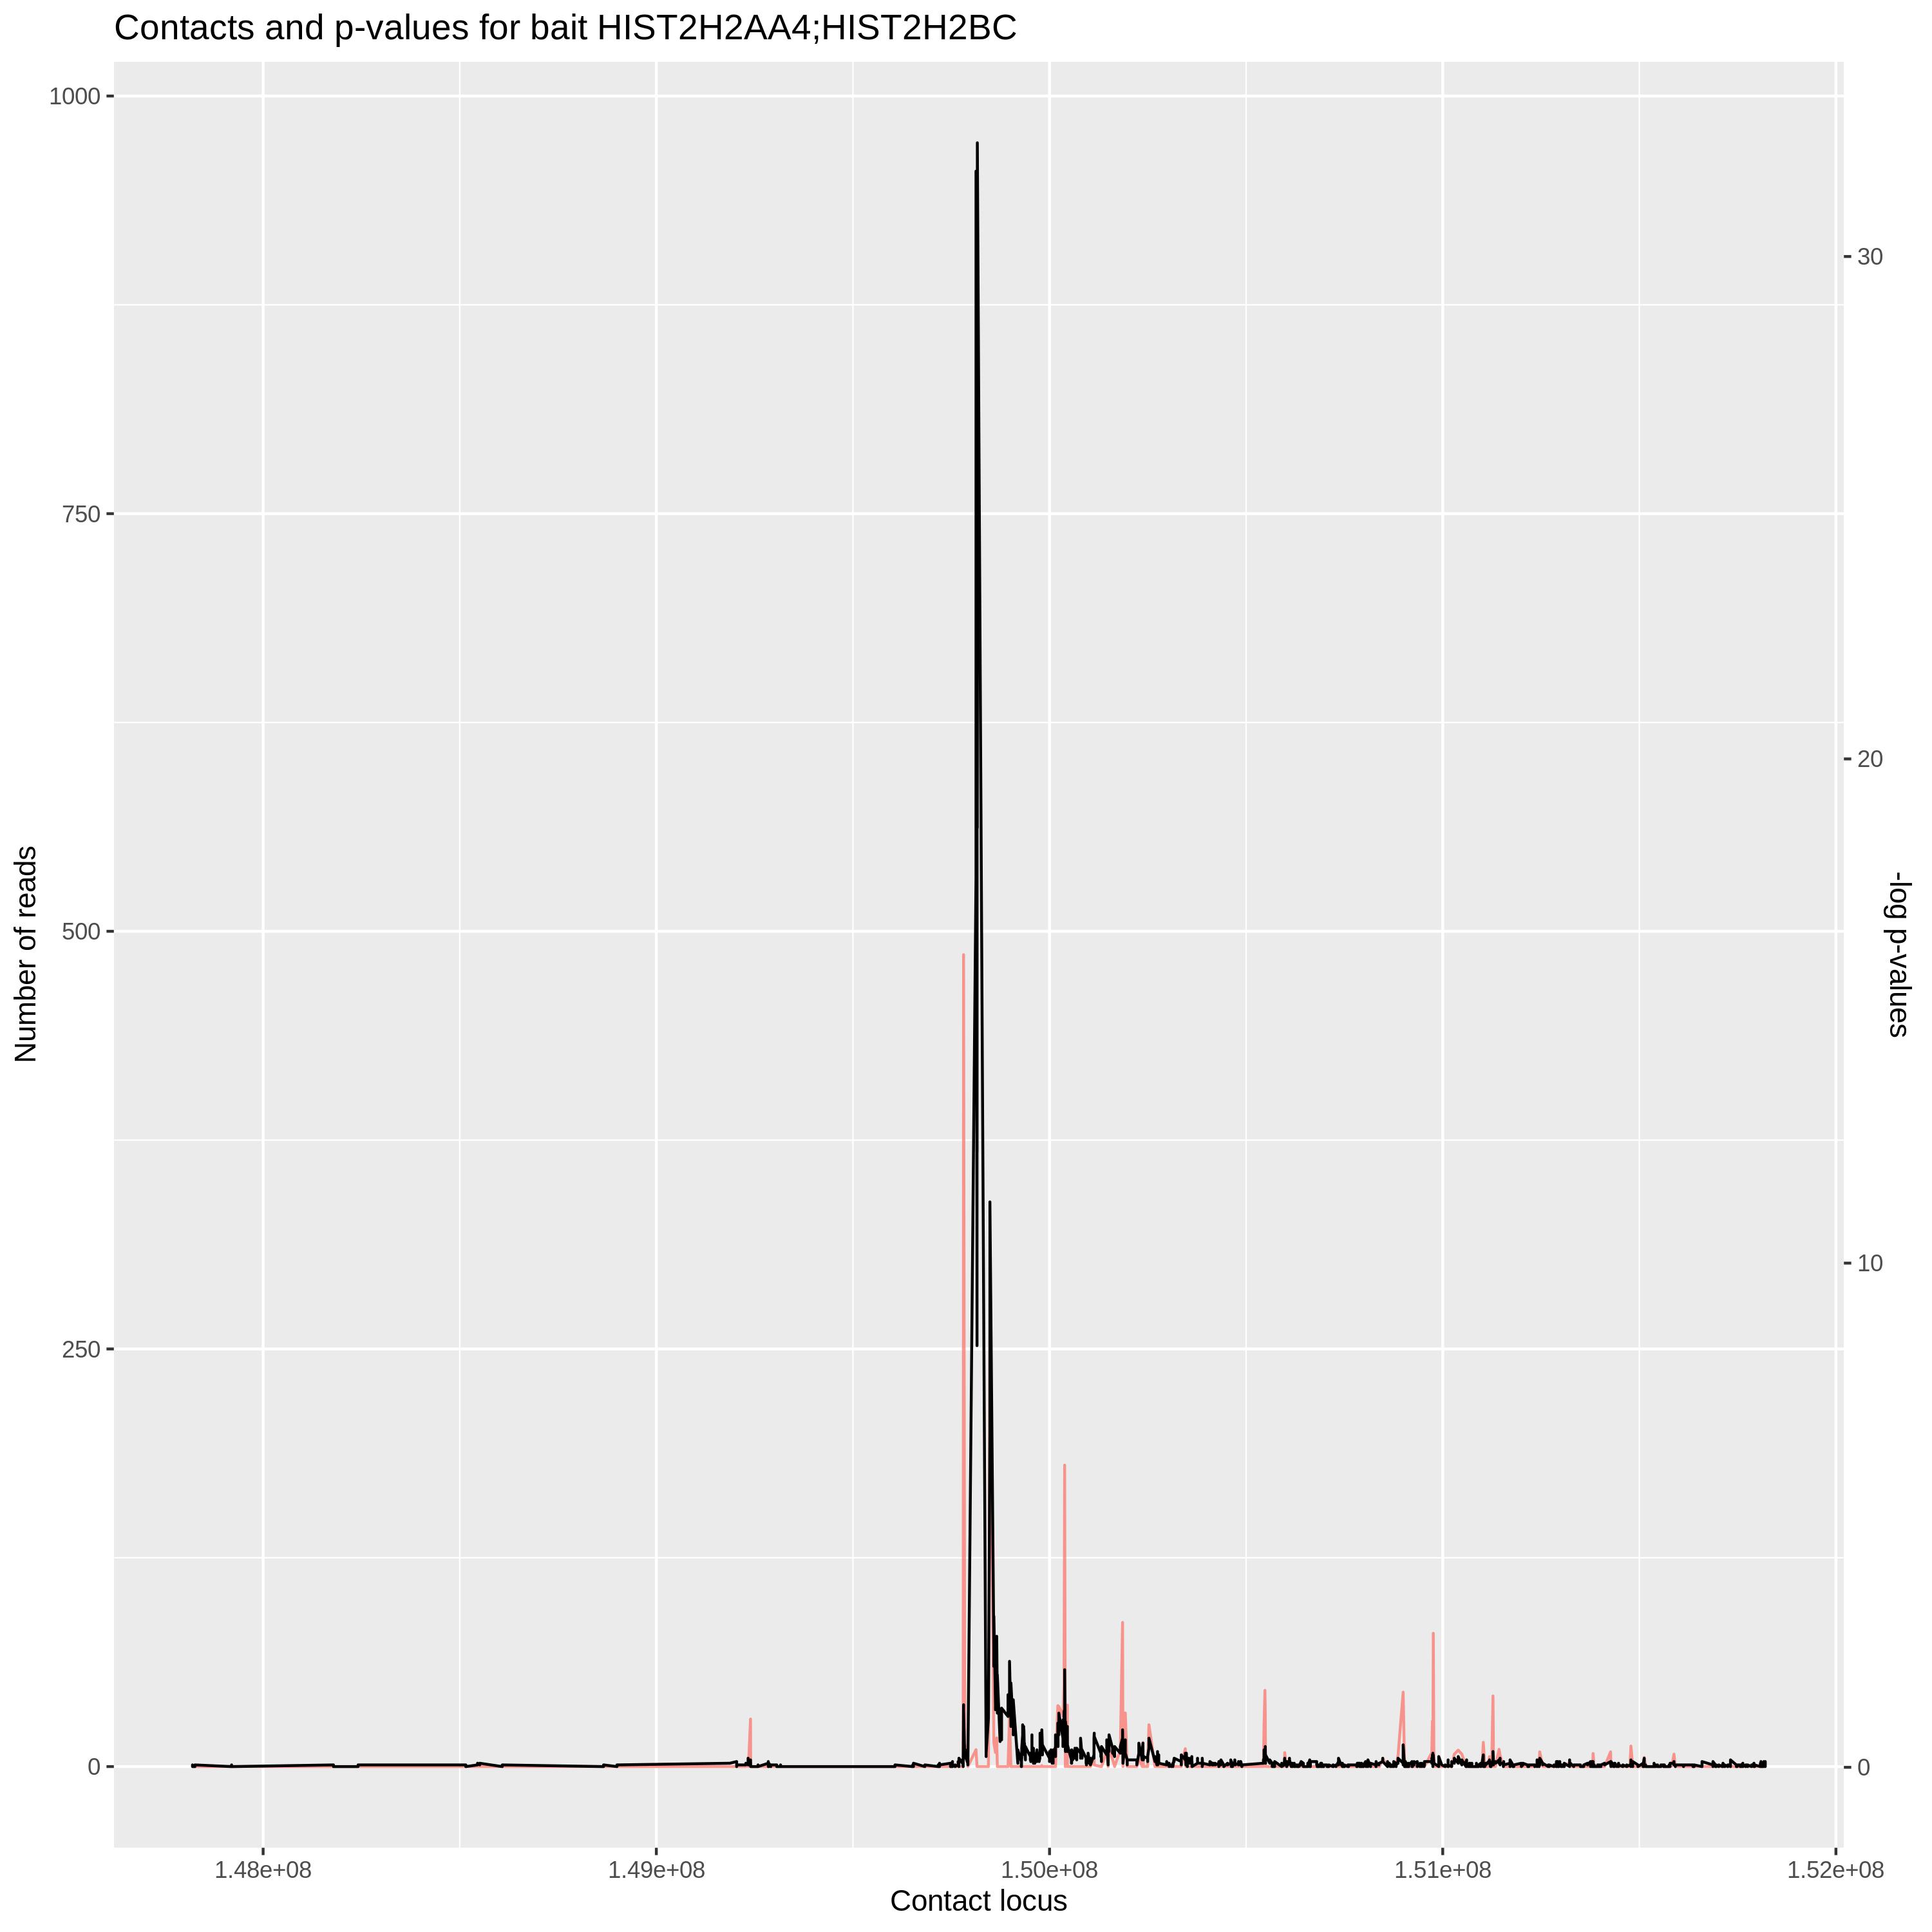 Contacts and p-values for bait HIST2H2AA4;HIST2H2BC
1000
750
500
250
0
Number of reads
30
20
10
0
-log p-values
1.48e+08
1.49e+08
1.50e+08
1.51e+08
1.52e+08
Contact locus